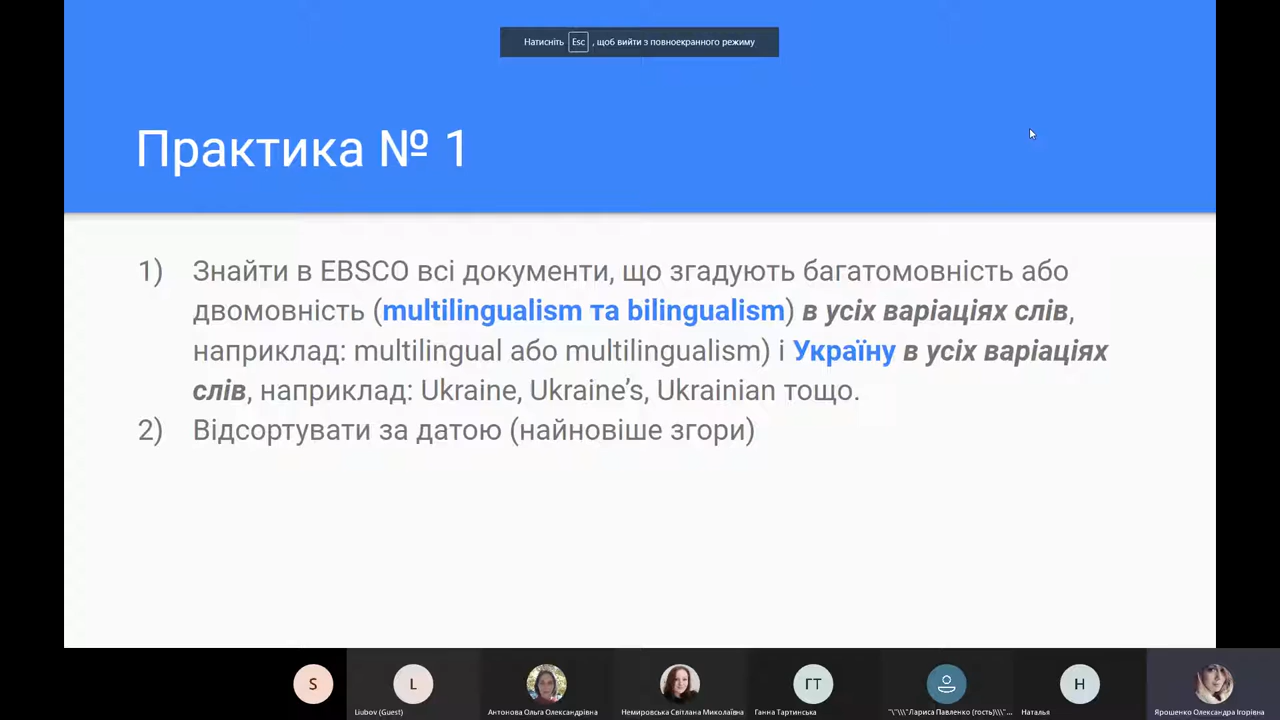 Натисніть Esc , щоб вийти з повноекранного режиму
Практика № 1
1) Знайти в EBSCO всі документи, що згадують багатомовність або
двомовність (multilingualism та bilingualism) в усіх варіаціях слів,
наприклад: multilingual або multilingualism) і Україну в усіх варіаціях
слів, наприклад: Ukraine, Ukraine’s, Ukrainian тощо.
2) Відсортувати за датою (найновіше згори)
S
L
ГТ
Н
Liubov (Guest)
Антонова Ольга Олександрівна
Немировська Світлана Миколаївна
Ганна Тартинська
"\"\\\"Лариса Павленко (гость)\\\"...
Наталья
Ярошенко Олександра Ігорівна